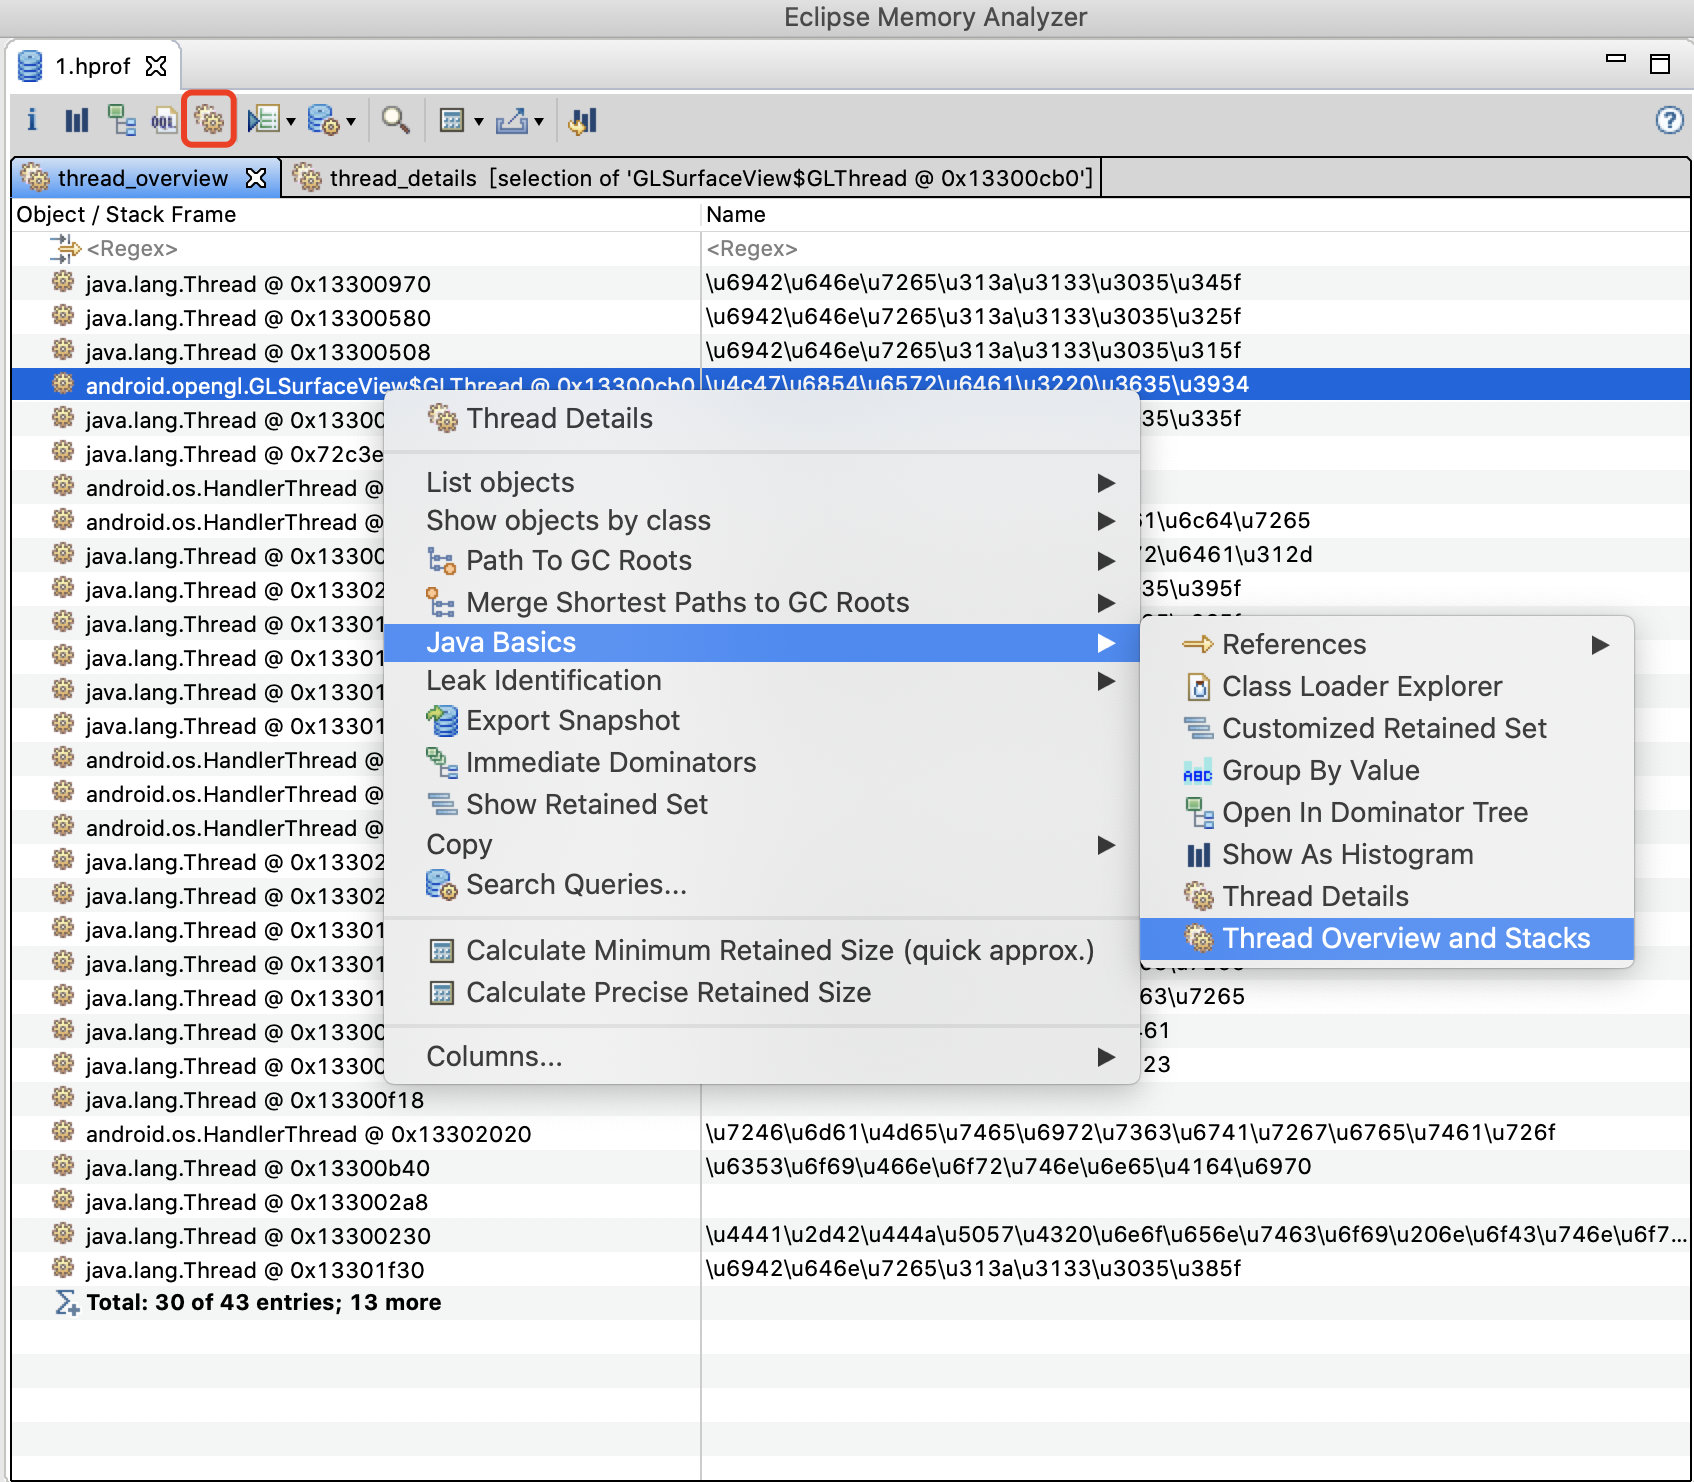 Eclipse Memory Analyzer
1.hprof
i
OQL
?
thread_overview
thread_details [selection of 'GLSurfaceView$GLThread @ 0x13300cb0']
Object / Stack Frame Name
<Regex> <Regex>
java.lang.Thread @ 0x13300970 \u6942\u646e\u7265\u313a\u3133\u3035\u345f
java.lang.Thread @ 0x13300580 \u6942\u646e\u7265\u313a\u3133\u3035\u325f
java.lang.Thread @ 0x13300508 \u6942\u646e\u7265\u313a\u3133\u3035\u315f
android.opengl.GLSurfaceView$GLThread @ 0x13300cb0 \u4c47\u6854\u6572\u6461\u3220\u3635\u3934
java.lang.Thread @ 0x13300 35\u335f
java.lang.Thread @ 0x72c3e
android.os.HandlerThread @
android.os.HandlerThread @ 61\u6c64\u7265
java.lang.Thread @ 0x13300 72\u6461\u312d
java.lang.Thread @ 0x13302 35\u395f
java.lang.Thread @ 0x13301
java.lang.Thread @ 0x13301
java.lang.Thread @ 0x13301
java.lang.Thread @ 0x13301
android.os.HandlerThread @
android.os.HandlerThread @
android.os.HandlerThread @
java.lang.Thread @ 0x13302
java.lang.Thread @ 0x13302
java.lang.Thread @ 0x13301
java.lang.Thread @ 0x13301
java.lang.Thread @ 0x13301 63\u7265
java.lang.Thread @ 0x13300 61
java.lang.Thread @ 0x13300 23
java.lang.Thread @ 0x13300f18
android.os.HandlerThread @ 0x13302020 \u7246\u6d61\u4d65\u7465\u6972\u7363\u6741\u7267\u6765\u7461\u726f
java.lang.Thread @ 0x13300b40 \u6353\u6f69\u466e\u6f72\u746e\u6e65\u4164\u6970
java.lang.Thread @ 0x133002a8
java.lang.Thread @ 0x13300230 \u4441\u2d42\u444a\u5057\u4320\u6e6f\u656e\u7463\u6f69\u206e\u6f43\u746e\u6f7...
java.lang.Thread @ 0x13301f30 \u6942\u646e\u7265\u313a\u3133\u3035\u385f
Total: 30 of 43 entries; 13 more
Thread Details
List objects
Show objects by class
Path To GC Roots
Merge Shortest Paths to GC Roots
Java Basics
Leak Identification
Export Snapshot
Immediate Dominators
Show Retained Set
Copy
Search Queries...
Calculate Minimum Retained Size (quick approx.)
Calculate Precise Retained Size
Columns...
References
Class Loader Explorer
Customized Retained Set
ABC
Group By Value
Open In Dominator Tree
Show As Histogram
Thread Details
Thread Overview and Stacks